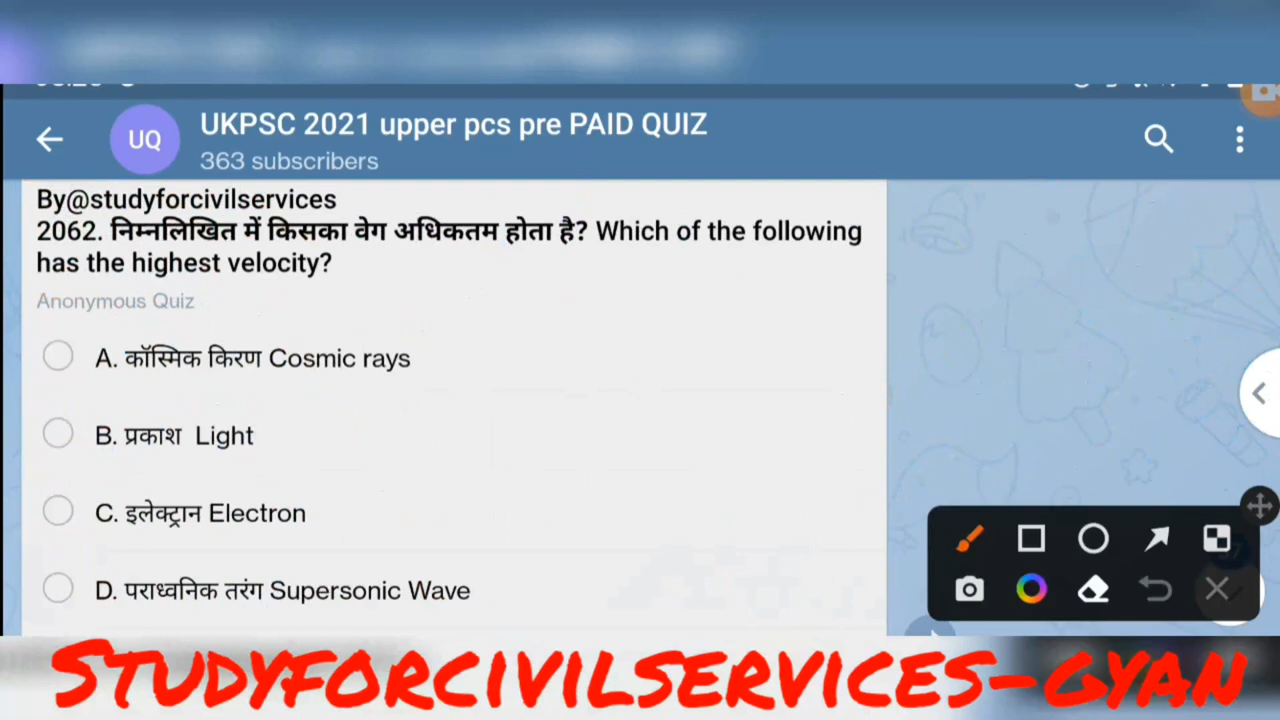 UQ
UKPSC 2021 upper pcs pre PAID QUIZ
363 subscribers
By@studyforcivilservices
2062. निम्नलिखित में किसका वेग अधिकतम होता है? Which of the following
has the highest velocity?
Anonymous Quiz
A. कॉस्मिक किरण Cosmic rays
B. प्रकाश Light
C. इलेक्ट्रान Electron
D. पराध्वनिक तरंग Supersonic Wave
STUDYFORCIVILSERVICES-GYAN